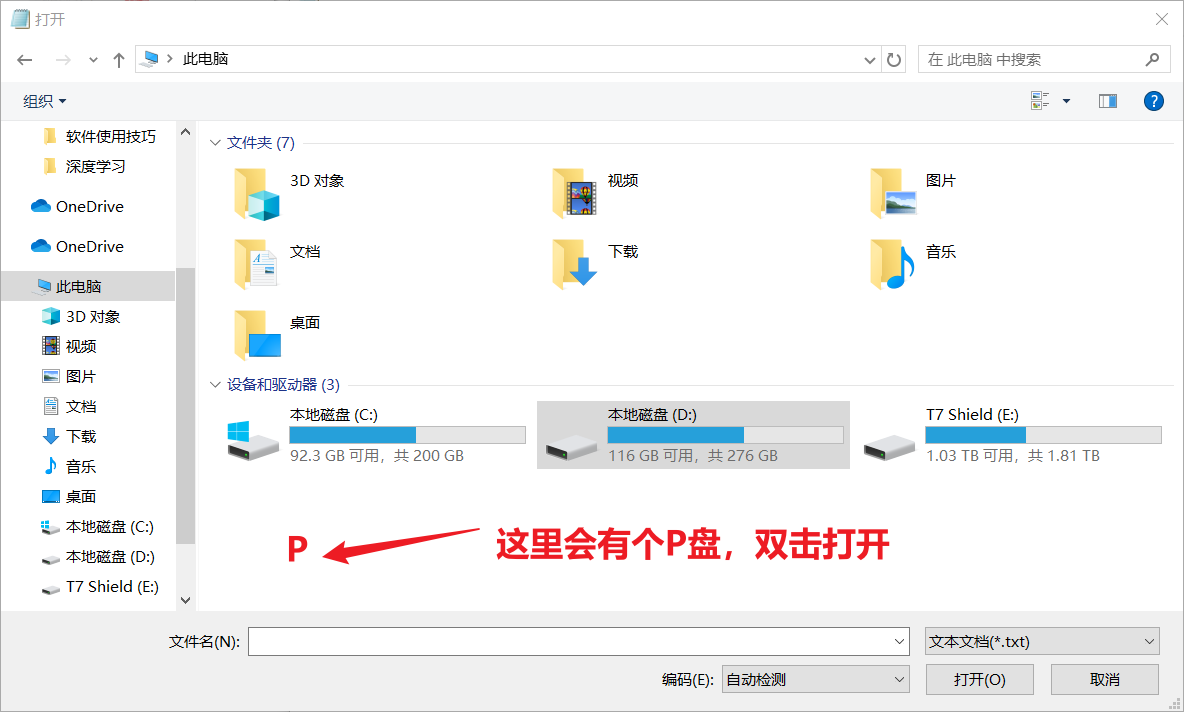 打开
此电脑
在 此电脑 中搜索
组织
软件使用技巧
深度学习
OneDrive
OneDrive
此电脑
3D 对象
视频
图片
文档
下载
音乐
桌面
本地磁盘 (C:)
本地磁盘 (D:)
T7 Shield (E:)
文件夹 (7)
3D 对象
视频
图片
文档
下载
音乐
桌面
设备和驱动器 (3)
本地磁盘 (C:)
92.3 GB 可用，共 200 GB
本地磁盘 (D:)
116 GB 可用，共 276 GB
T7 Shield (E:)
1.03 TB 可用，共 1.81 TB
P
这里会有个P盘，双击打开
文件名(N):
文本文档(*.txt)
编码(E):
自动检测
打开(O)
取消